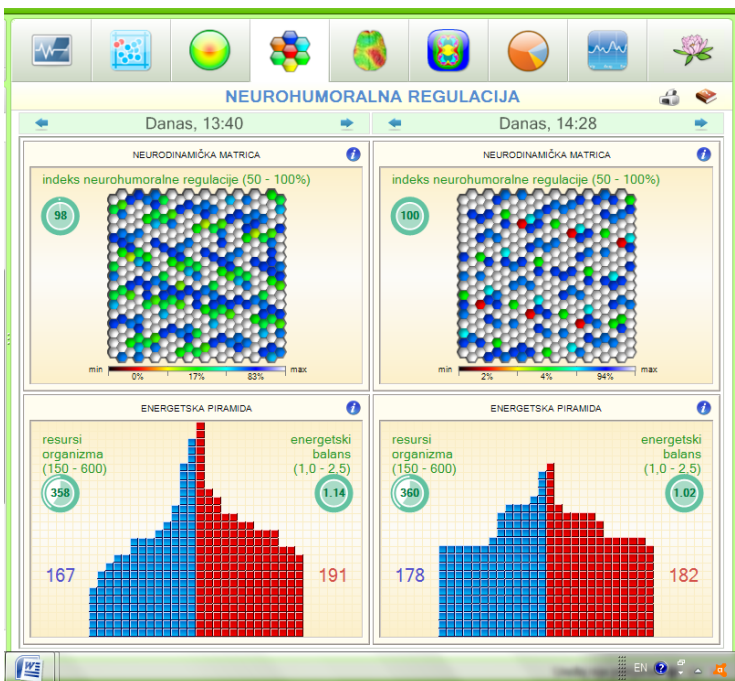 NEUROHUMORALNA REGULACIJA
Danas, 13:40
Danas, 14:28
NEURODINAMIČKA MATRICA
indeks neurohumoralne regulacije (50 - 100%)
98
min 0% 17% 83% max
NEURODINAMIČKA MATRICA
indeks neurohumoralne regulacije (50 - 100%)
100
min 2% 4% 94% max
ENERGETSKA PIRAMIDA
resursi
organizma
(150 - 600)
358
energetski
balans
(1,0 - 2,5)
1.14
167
191
ENERGETSKA PIRAMIDA
resursi
organizma
(150 - 600)
360
energetski
balans
(1,0 - 2,5)
1.02
178
182
EN